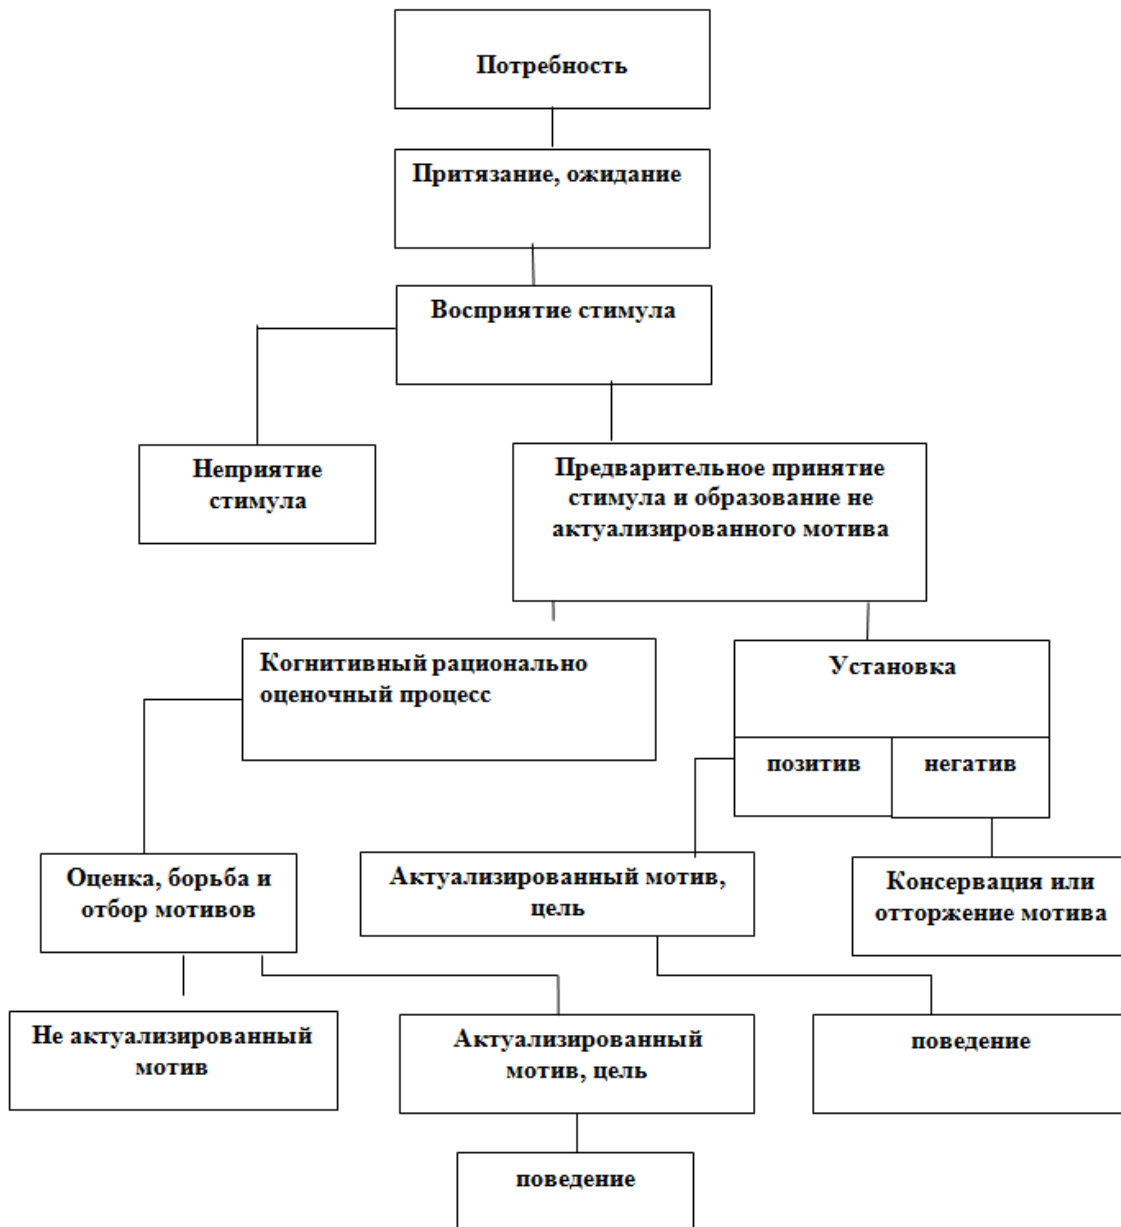 Потребность
Притязание, ожидание
Восприятие стимула
Неприятие
стимула
Предварительное принятие
стимула и образование не
актуализированного мотива
Когнитивный рационально
оценочный процесс
Установка
позитив
негатив
Оценка, борьба и
отбор мотивов
Актуализированный мотив,
цель
Консервация или
отторжение мотива
Не актуализированный
мотив
Актуализированный
мотив, цель
поведение
поведение